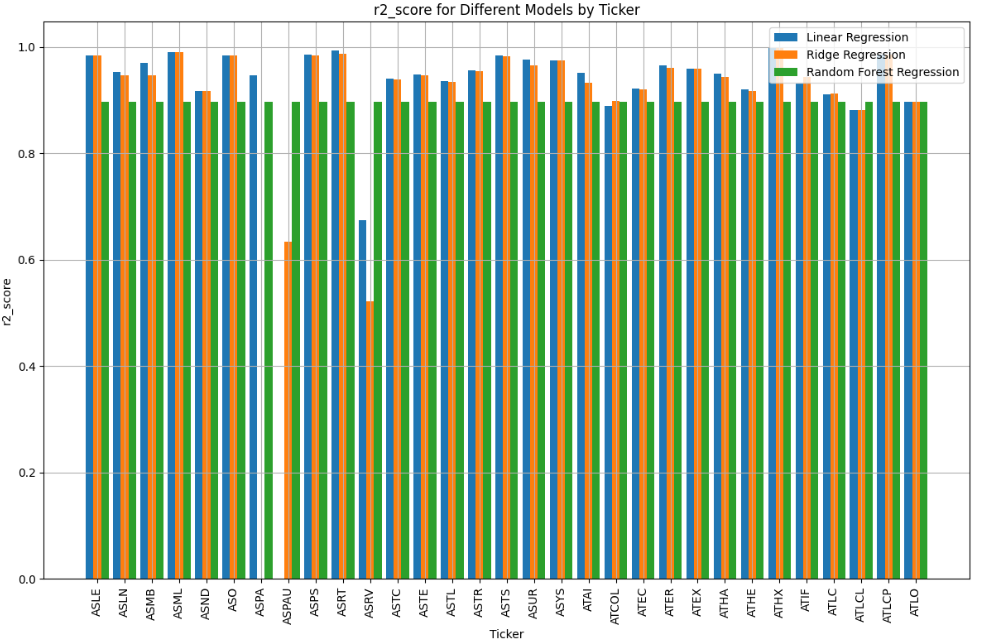 r2_score for Different Models by Ticker
Linear Regression
Ridge Regression
Random Forest Regression
1.0
0.8
0.6
0.4
0.2
0.0
r2_score
ASLE
ASLN
ASMB
ASML
ASND
ASO
ASPA
ASPAU
ASPS
ASRT
ASRV
ASTC
ASTE
ASTL
ASTR
ASTS
ASUR
ASYS
ATAI
ATCOL
ATEC
ATER
ATEX
ATHA
ATHE
ATHX
ATIF
ATLC
ATLCL
ATLCP
ATLO
Ticker